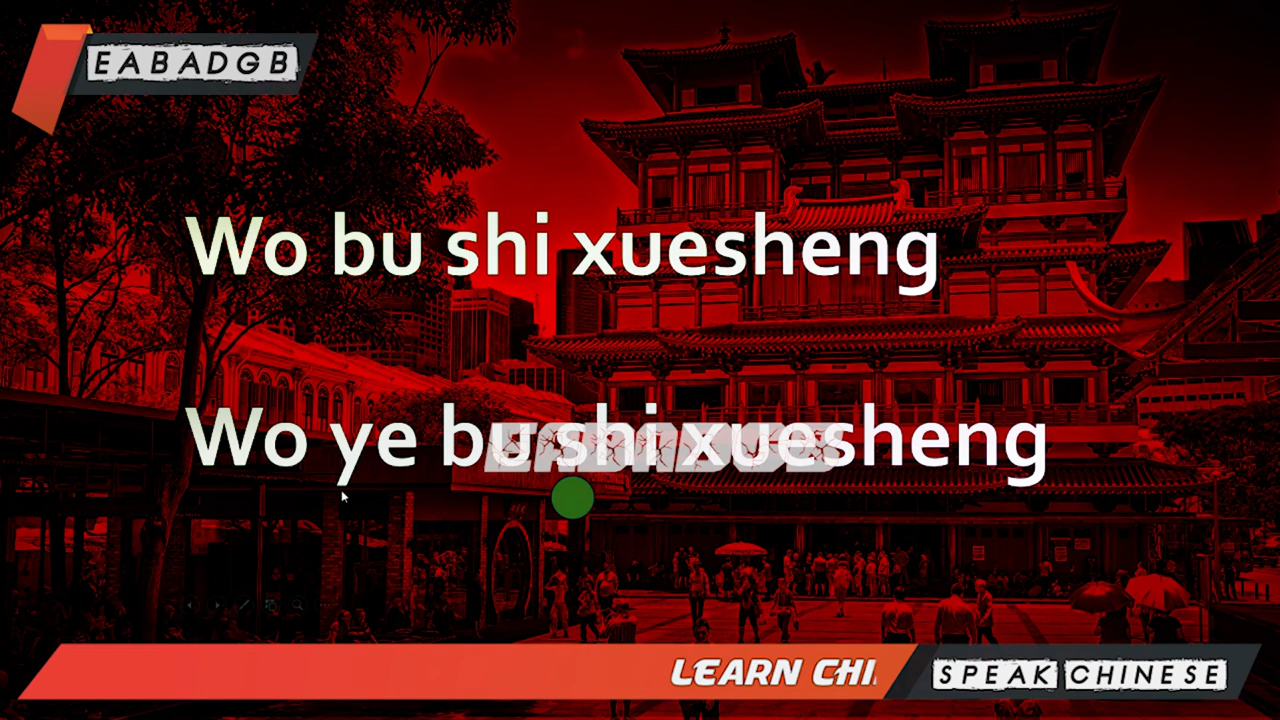 EABADGB
Wo bu shi xuesheng
Wo ye bu shi xuesheng
LEARN CHI
SPEAK CHINESE